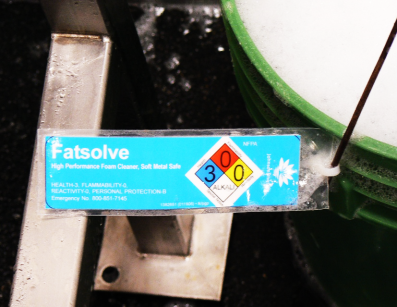 Fatsolve
NFPA
High Performance Foam Cleaner, Soft Metal Safe
0
3
0
ALKALI
HEALTH-3, FLAMMABILITY-0,
REACTIVITY-0, PERSONAL PROTECTION-B
Emergency No. 800-851-7145